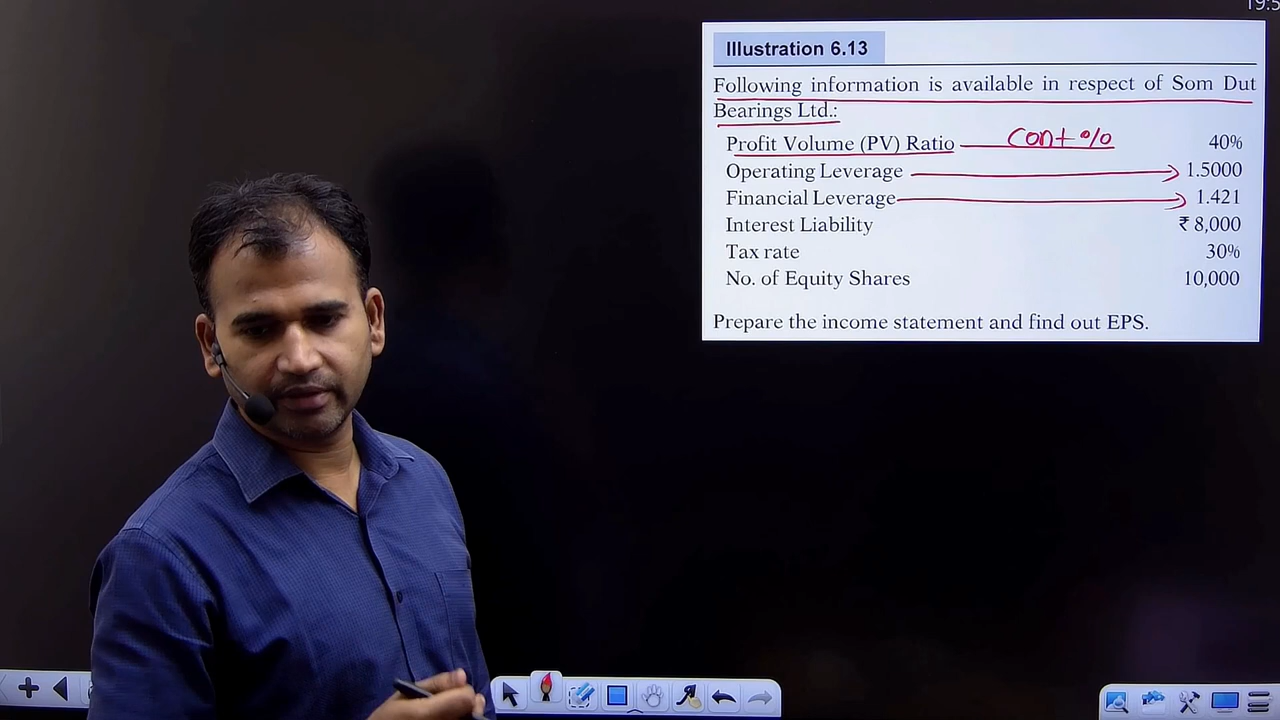 19:5
Illustration 6.13
Following information is available in respect of Som Dut
Bearings Ltd.:
Profit Volume (PV) Ratio cont % 40%
Operating Leverage 1.5000
Financial Leverage 1.421
Interest Liability ₹ 8,000
Tax rate 30%
No. of Equity Shares 10,000
Prepare the income statement and find out EPS.